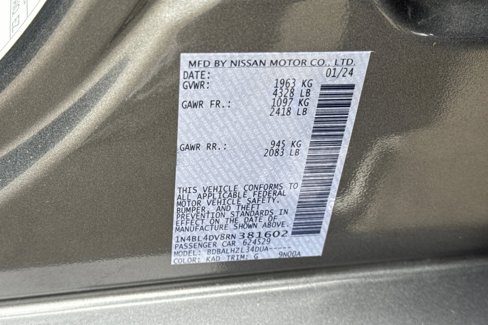 MFD BY NISSAN MOTOR CO., LTD.
DATE: 01/24
GVWR: 1963 KG
4328 LB
GAWR FR.: 1097 KG
2418 LB
GAWR RR.: 945 KG
2083 LB
THIS VEHICLE CONFORMS TO
ALL APPLICABLE FEDERAL
MOTOR VEHICLE SAFETY,
BUMPER, AND THEFT
PREVENTION STANDARDS IN
EFFECT ON THE DATE OF
MANUFACTURE SHOWN ABOVE.
1N4BL4DV8RN381602
PASSENGER CAR 624529
MODEL: BDBALHZL34DUA-----
COLOR: KAD TRIM: G 9N00A